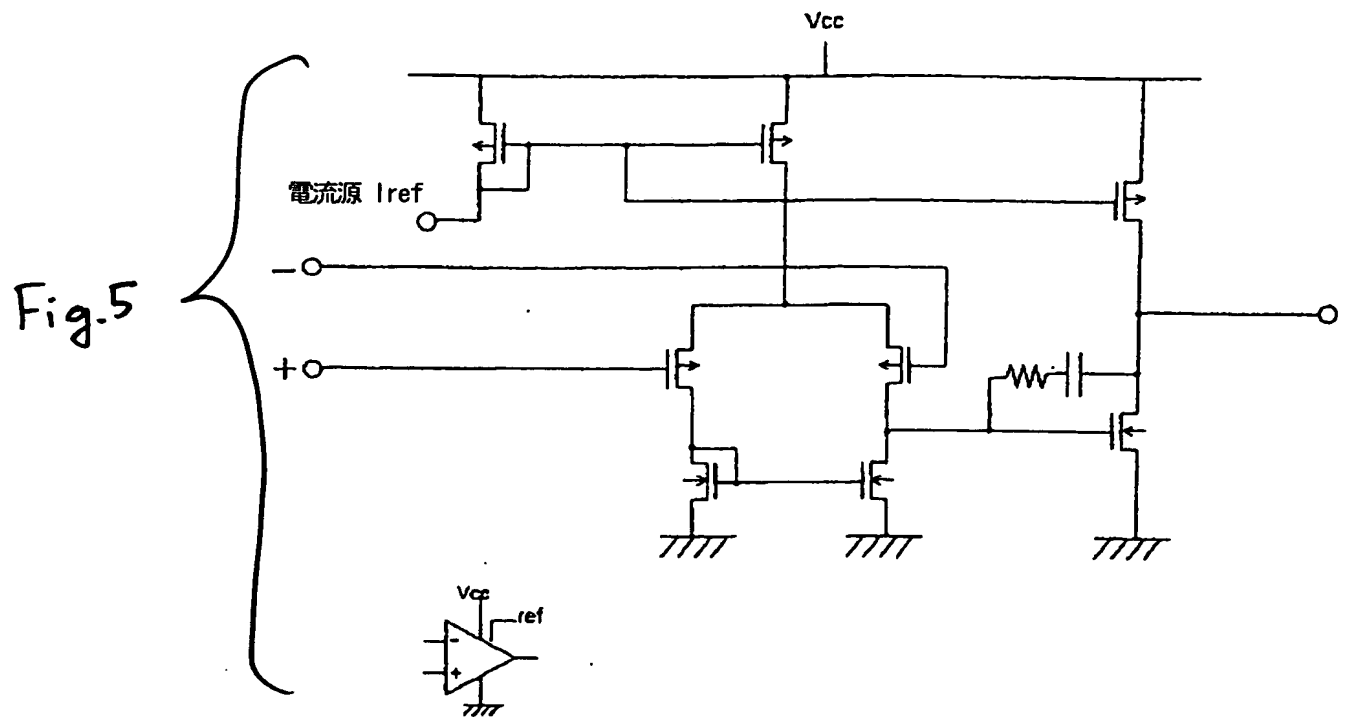 Vcc
電流源 Iref
−
Fig.5
+
Vcc
ref
-
+